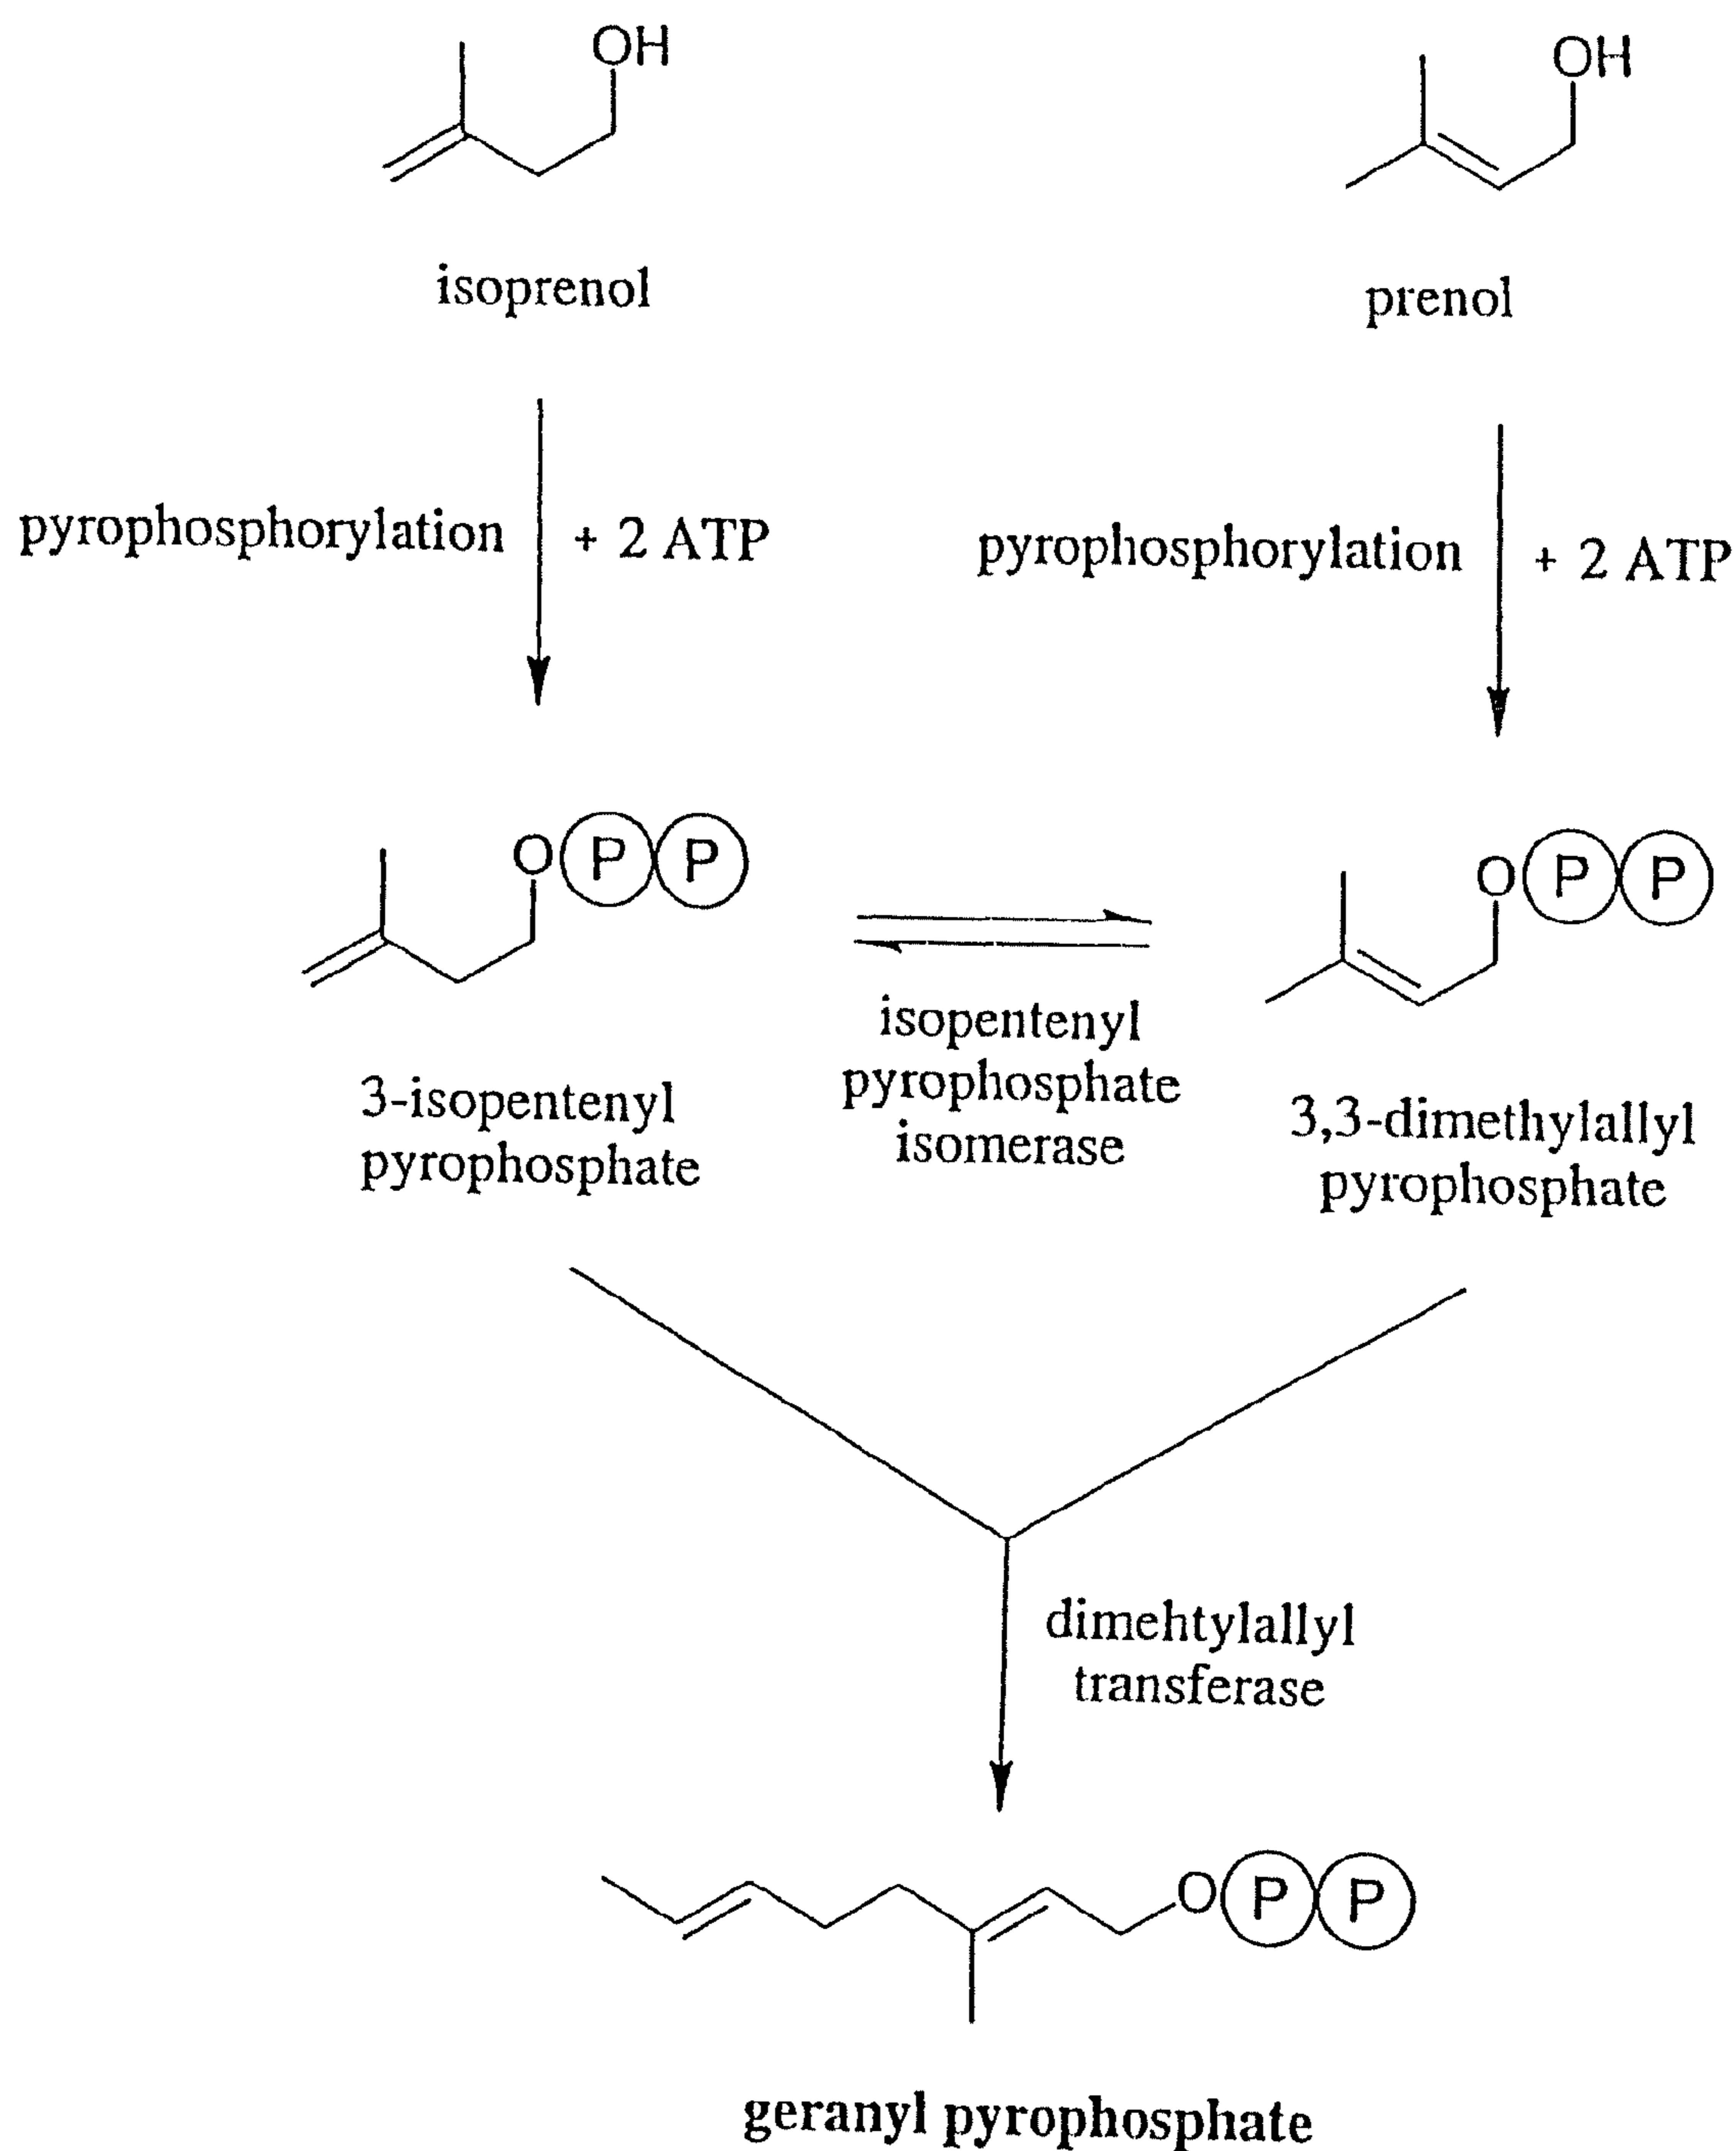 OH
OH
isoprenol
prenol
pyrophosphorylation
+ 2 ATP
pyrophosphorylation
+ 2 ATP
O P P
O P P
isopentenyl
pyrophosphate
isomerase
3-isopentenyl
pyrophosphate
3,3-dimethylallyl
pyrophosphate
dimehtylallyl
transferase
O P P
geranyl pyrophosphate